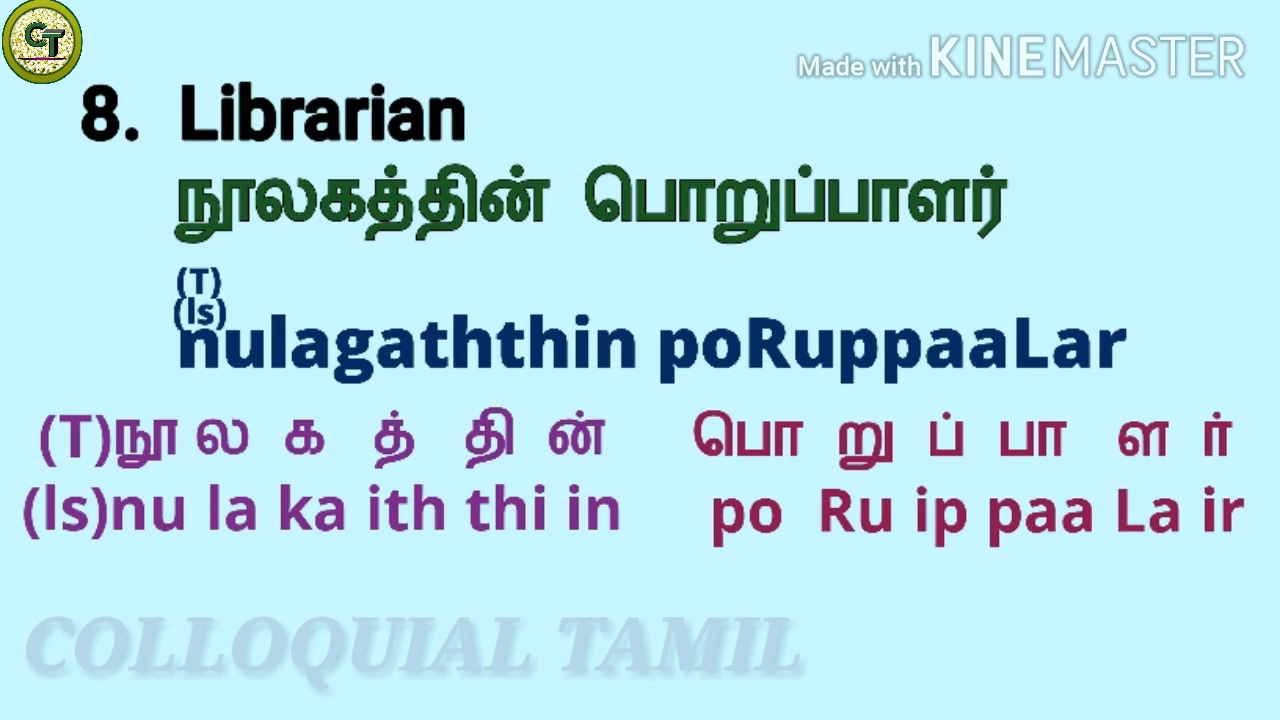 CT
Made with KINEMASTER
8. Librarian
நூலகத்தின் பொறுப்பாளர்
(T)
(ls)
nulagaththin poRuppaaLar
(T)நூ ல க த் தி ன் பொ று ப் பா ள ர்
(ls)nu la ka ith thi in po Ru ip paa La ir
COLLOQUIAL TAMIL